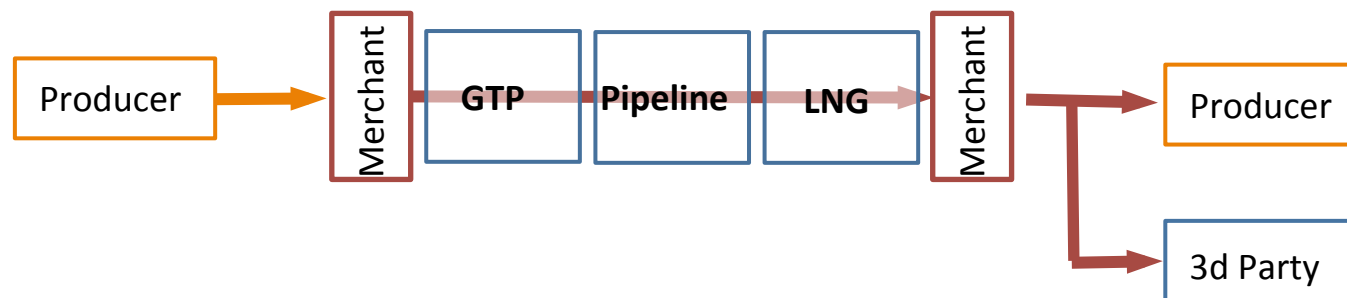 Producer
Merchant
GTP
Pipeline
LNG
Merchant
Producer
3d Party